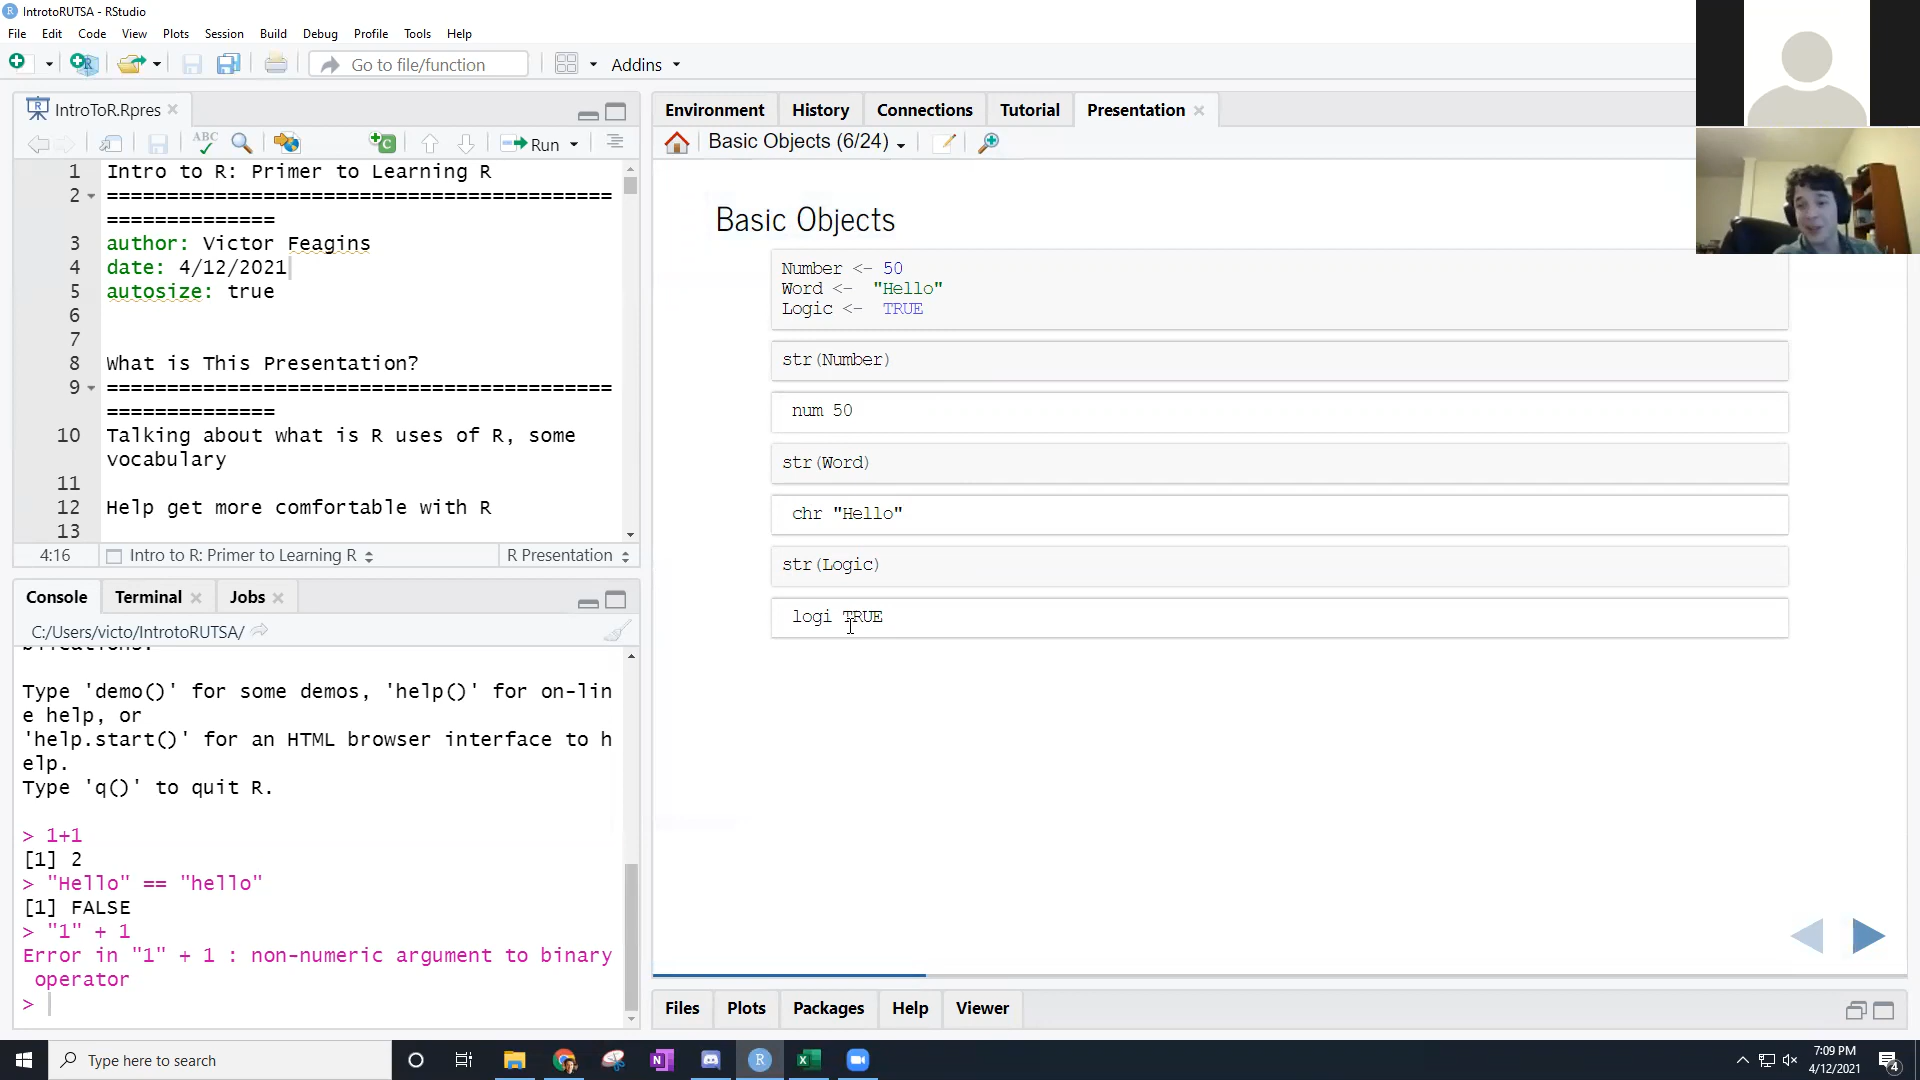 IntrotoRUTSA - RStudio
File Edit Code View Plots Session Build Debug Profile Tools Help
Go to file/function
Addins
IntroToR.Rpres
Environment History Connections Tutorial Presentation
ABC
Run
Basic Objects (6/24)
1 Intro to R: Primer to Learning R
2 ==========================================
==============
3 author: Victor Feagins
4 date: 4/12/2021
5 autosize: true
6
7
8 What is This Presentation?
9 ==========================================
==============
10 Talking about what is R uses of R, some
vocabulary
11
12 Help get more comfortable with R
13
4:16 Intro to R: Primer to Learning R R Presentation
Console Terminal Jobs
C:/Users/victo/IntrotoRUTSA/
Type 'demo()' for some demos, 'help()' for on-lin
e help, or
'help.start()' for an HTML browser interface to h
elp.
Type 'q()' to quit R.
> 1+1
[1] 2
> "Hello" == "hello"
[1] FALSE
> "1" + 1
Error in "1" + 1 : non-numeric argument to binary
operator
>
Basic Objects
Number <- 50
Word <- "Hello"
Logic <- TRUE
str(Number)
num 50
str(Word)
chr "Hello"
str(Logic)
logi TRUE
Files Plots Packages Help Viewer
Type here to search
7:09 PM
4/12/2021
4